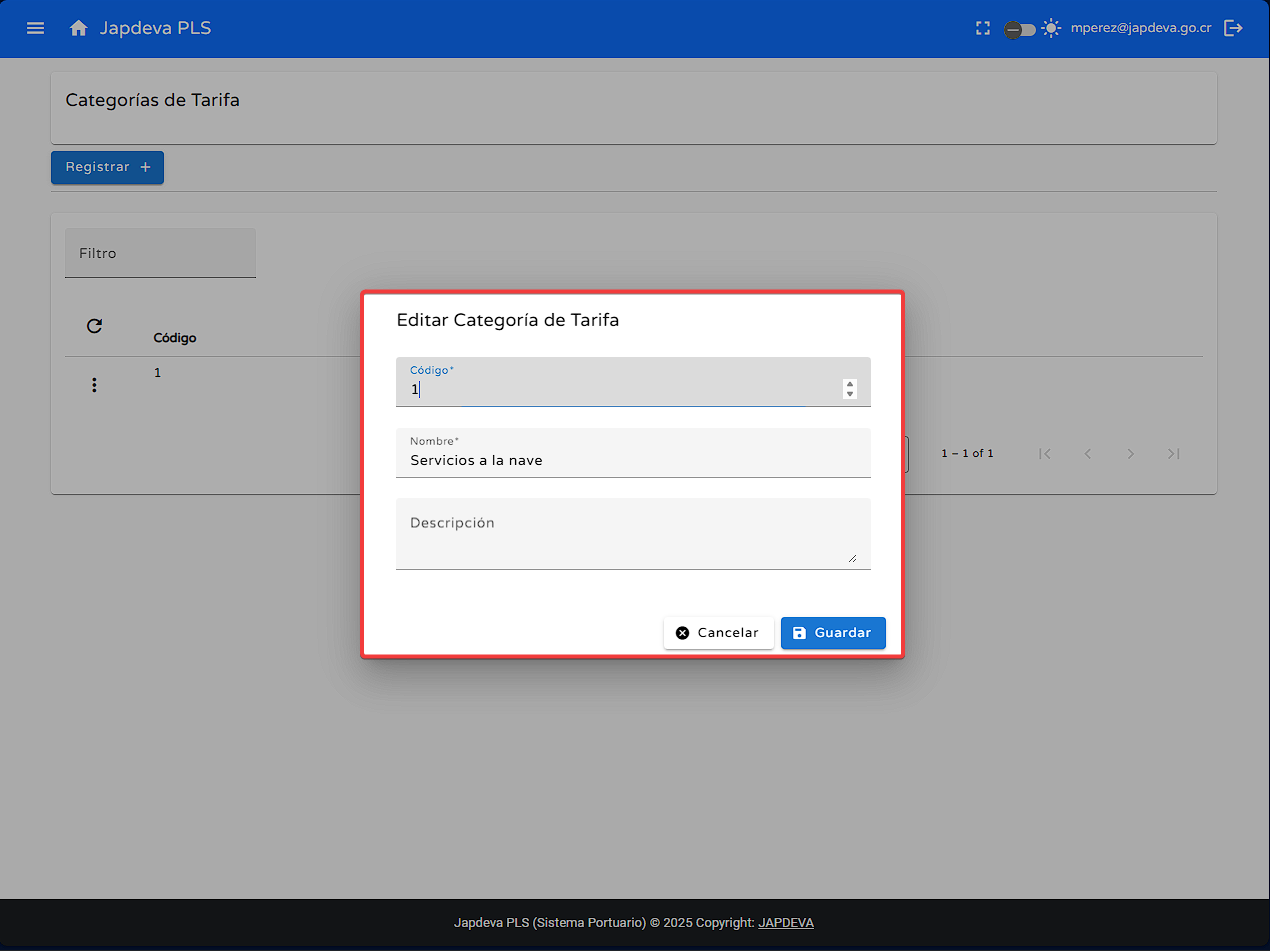 Japdeva PLS
mperez@japdeva.go.cr
Categorías de Tarifa
Registrar +
Filtro
Código
1
1 – 1 of 1
Editar Categoría de Tarifa
Código*
1
Nombre*
Servicios a la nave
Descripción
Cancelar
Guardar
Japdeva PLS (Sistema Portuario) © 2025 Copyright: JAPDEVA